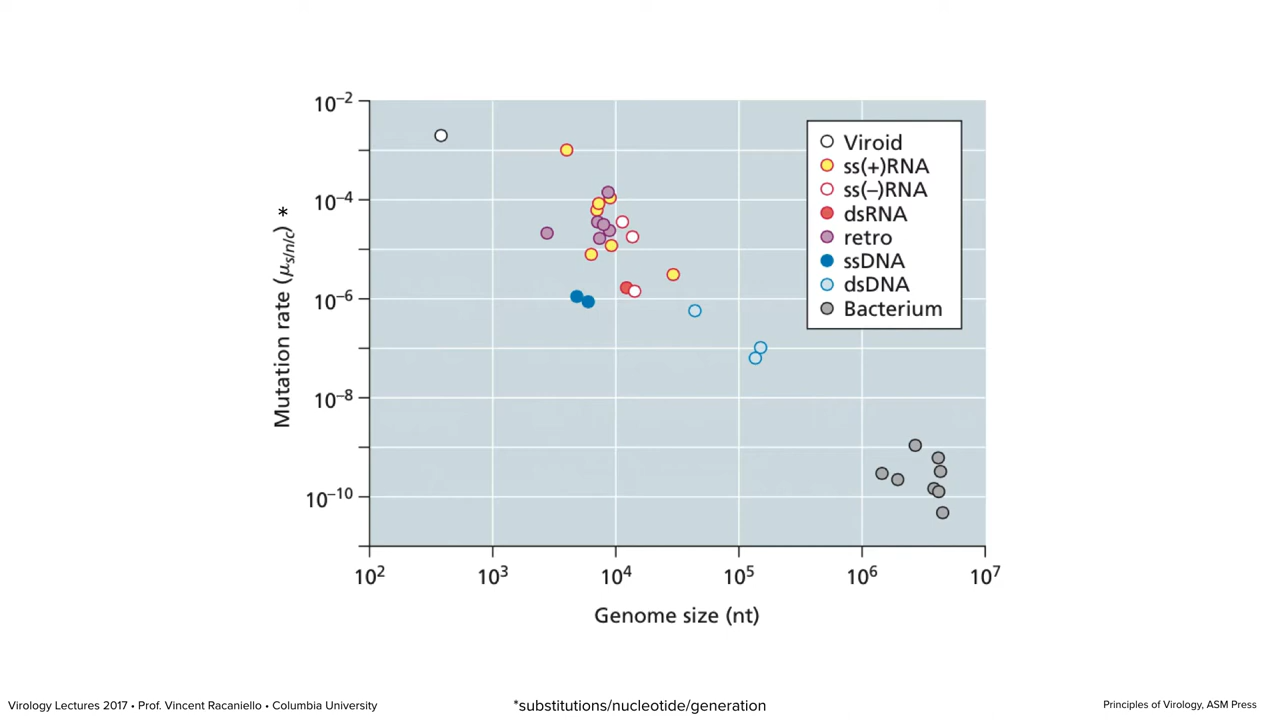 10⁻²
10⁻⁴
10⁻⁶
10⁻⁸
10⁻¹⁰
Mutation rate (μs/n/c) *
Viroid
ss(+)RNA
ss(–)RNA
dsRNA
retro
ssDNA
dsDNA
Bacterium
10² 10³ 10⁴ 10⁵ 10⁶ 10⁷
Genome size (nt)
Virology Lectures 2017 • Prof. Vincent Racaniello • Columbia University
*substitutions/nucleotide/generation
Principles of Virology, ASM Press